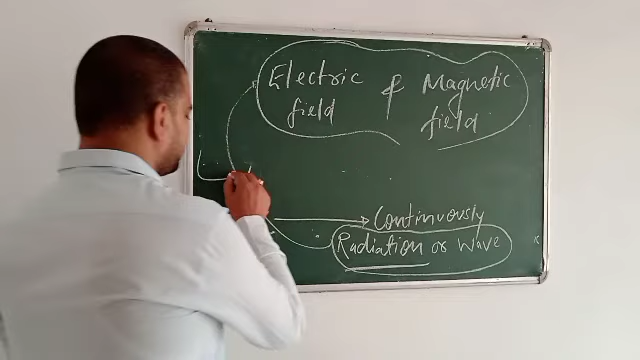 Electric & Magnetic
field field
Continuously
Radiation or Wave